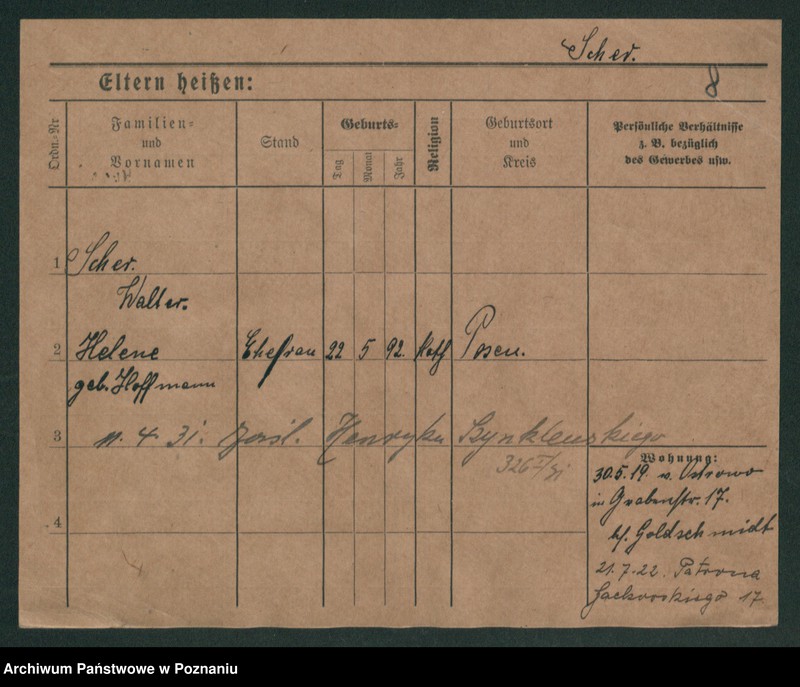 Scher.
8
Eltern heißen:
Ordn.-Nr
Familien=
und
Vornamen
Stand
Geburts=
Tag
Monat
Jahr
Religion
Geburtsort
und
Kreis
Persönliche Verhältnisse
z. B. bezüglich
des Gewerbes usw.
1 Scher.
Walter.
2 Helene Ehefrau 22 5 92. Kath Posen.
geb. Hoffmann
3 Henryka
Wohnung:
30.5.19. v. Ostrowo
in Grabenstr. 17.
b/. Goldschmidt
4
21.7.22. Patrona
Jackowskiego 17
Archiwum Państwowe w Poznaniu